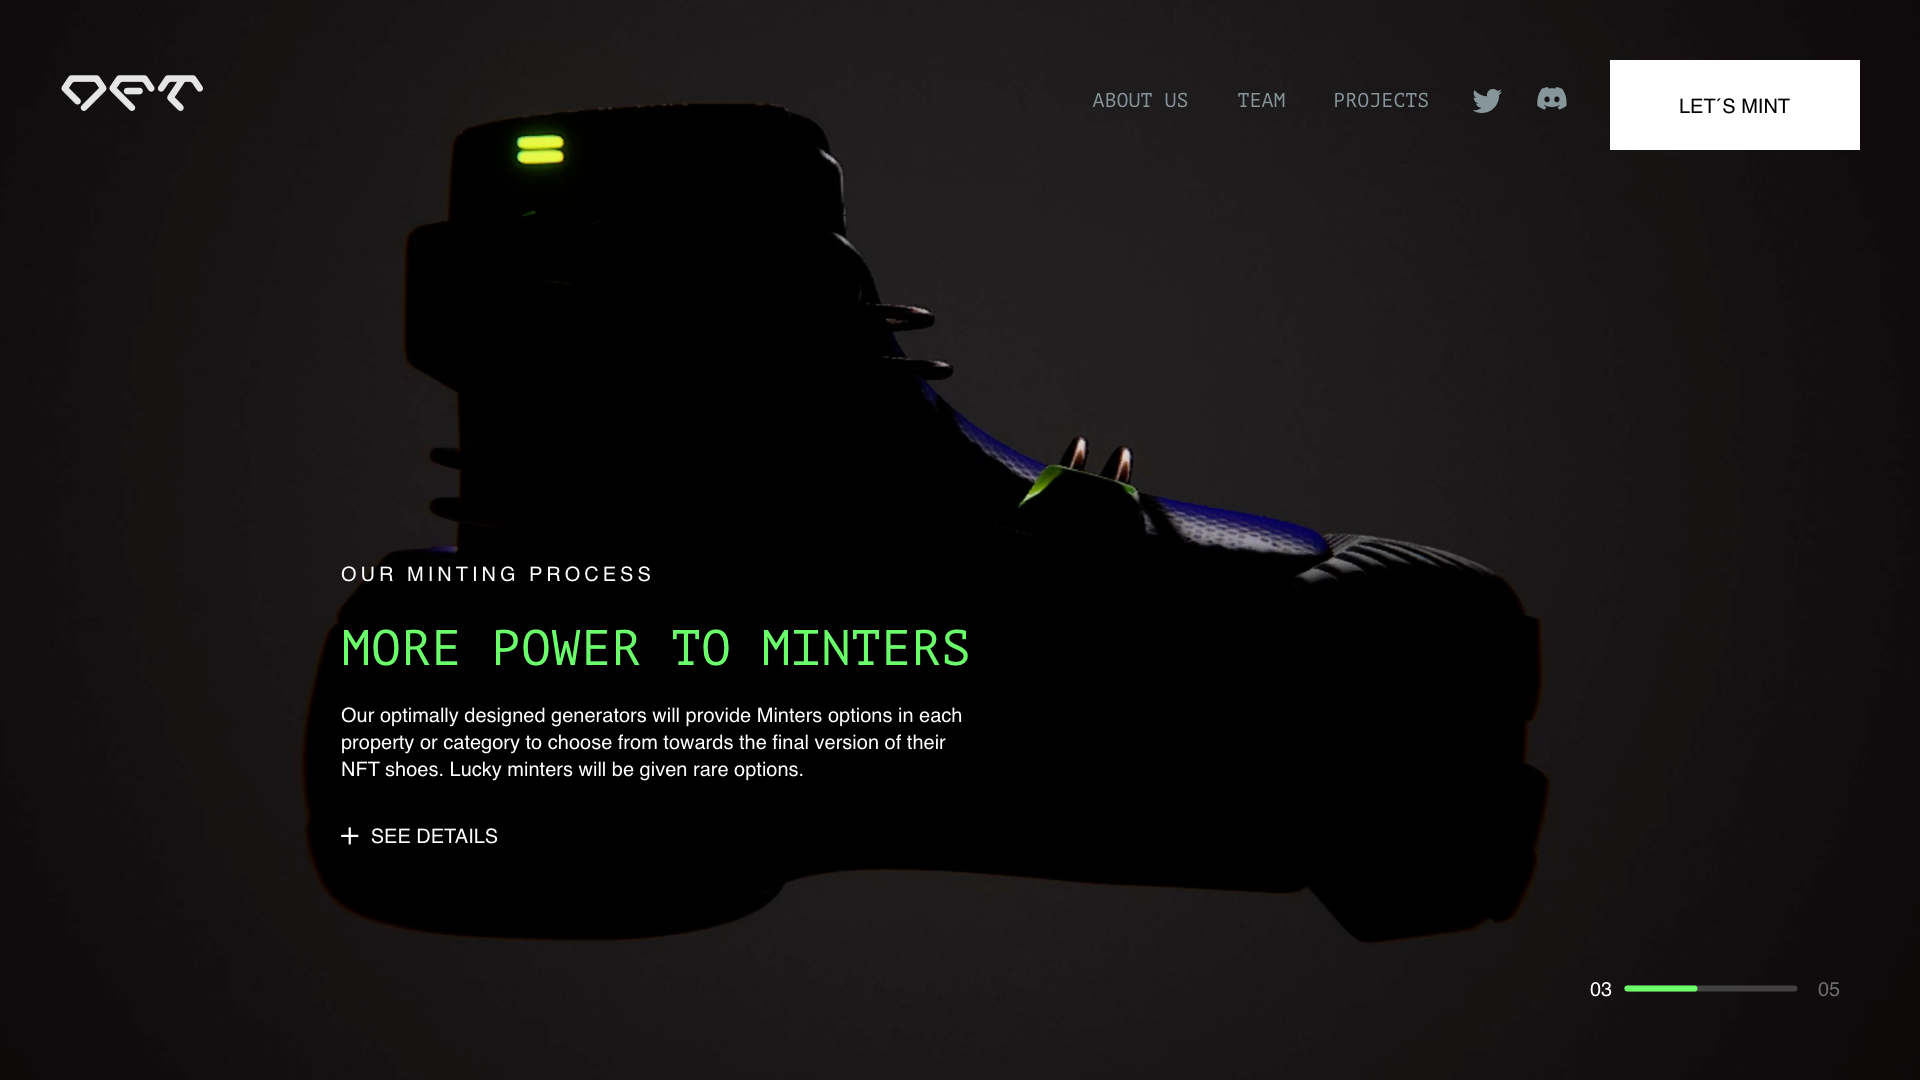 ABOUT US
TEAM
PROJECTS
LET´S MINT
OUR MINTING PROCESS
MORE POWER TO MINTERS
Our optimally designed generators will provide Minters options in each
property or category to choose from towards the final version of their
NFT shoes. Lucky minters will be given rare options.
+ SEE DETAILS
03
05